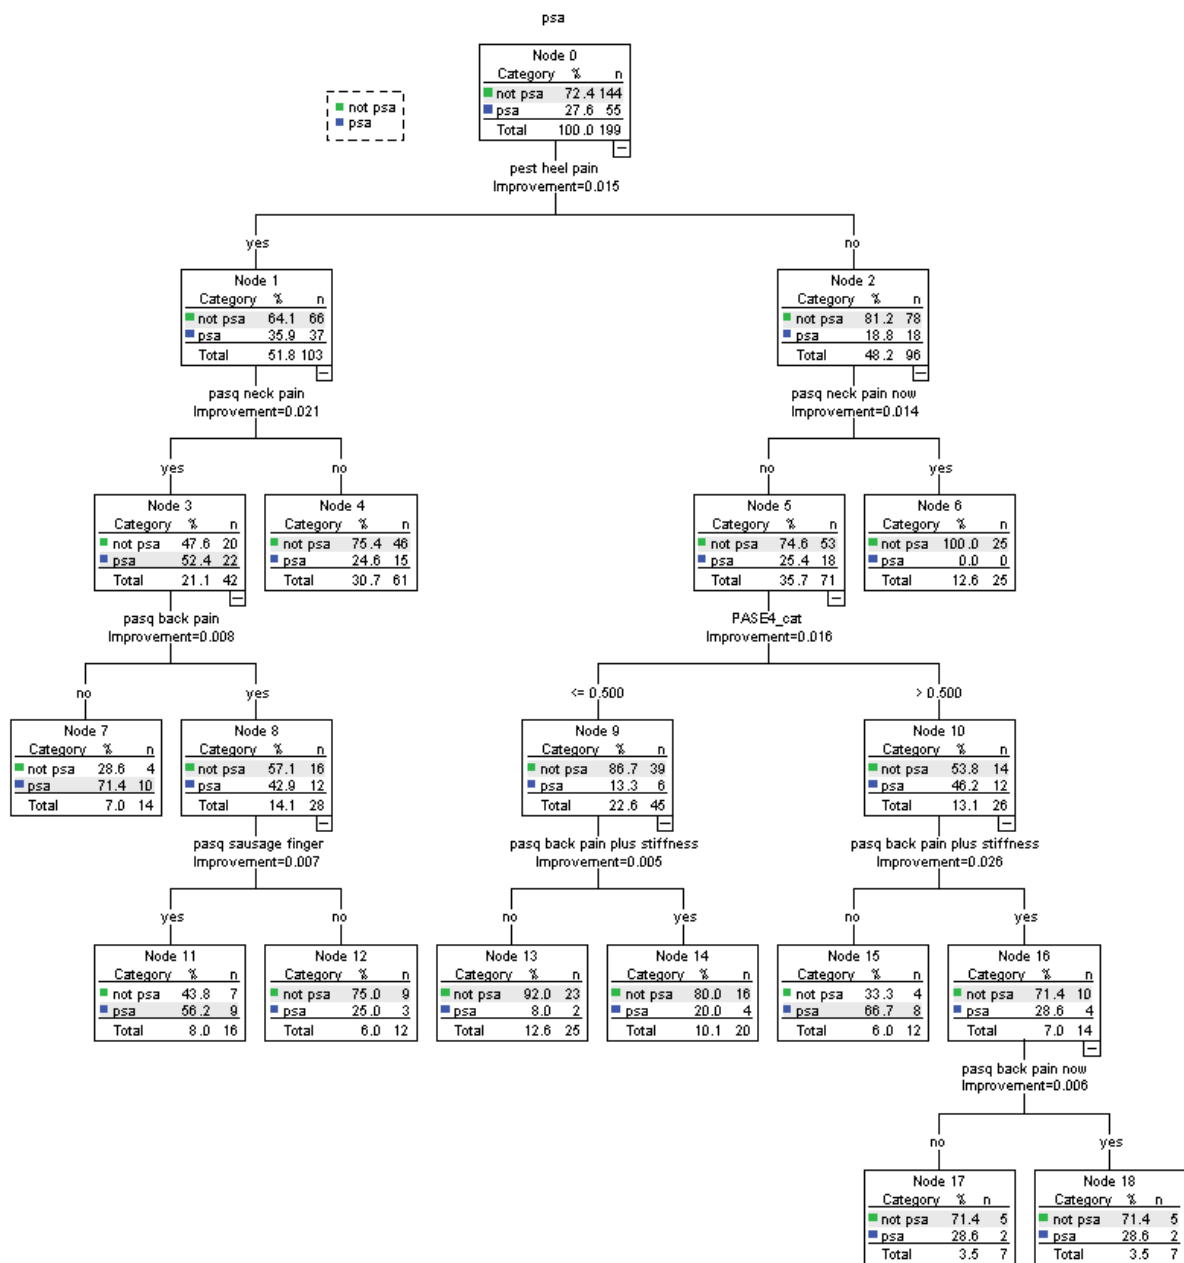 psa
not psa
psa
Node 0
Category % n
not psa 72.4 144
psa 27.6 55
Total 100.0 199
pest heel pain
Improvement=0.015
yes
no
Node 1
Category % n
not psa 64.1 66
psa 35.9 37
Total 51.8 103
Node 2
Category % n
not psa 81.2 78
psa 18.8 18
Total 48.2 96
pasq neck pain
Improvement=0.021
pasq neck pain now
Improvement=0.014
yes
no
no
yes
Node 3
Category % n
not psa 47.6 20
psa 52.4 22
Total 21.1 42
Node 4
Category % n
not psa 75.4 46
psa 24.6 15
Total 30.7 61
Node 5
Category % n
not psa 74.6 53
psa 25.4 18
Total 35.7 71
Node 6
Category % n
not psa 100.0 25
psa 0.0 0
Total 12.6 25
pasq back pain
Improvement=0.008
PASE4_cat
Improvement=0.016
no
yes
<= 0.500
> 0.500
Node 7
Category % n
not psa 28.6 4
psa 71.4 10
Total 7.0 14
Node 8
Category % n
not psa 57.1 16
psa 42.9 12
Total 14.1 28
Node 9
Category % n
not psa 86.7 39
psa 13.3 6
Total 22.6 45
Node 10
Category % n
not psa 53.8 14
psa 46.2 12
Total 13.1 26
pasq sausage finger
Improvement=0.007
pasq back pain plus stiffness
Improvement=0.005
pasq back pain plus stiffness
Improvement=0.026
yes
no
no
yes
no
yes
Node 11
Category % n
not psa 43.8 7
psa 56.2 9
Total 8.0 16
Node 12
Category % n
not psa 75.0 9
psa 25.0 3
Total 6.0 12
Node 13
Category % n
not psa 92.0 23
psa 8.0 2
Total 12.6 25
Node 14
Category % n
not psa 80.0 16
psa 20.0 4
Total 10.1 20
Node 15
Category % n
not psa 33.3 4
psa 66.7 8
Total 6.0 12
Node 16
Category % n
not psa 71.4 10
psa 28.6 4
Total 7.0 14
pasq back pain now
Improvement=0.006
no
yes
Node 17
Category % n
not psa 71.4 5
psa 28.6 2
Total 3.5 7
Node 18
Category % n
not psa 71.4 5
psa 28.6 2
Total 3.5 7